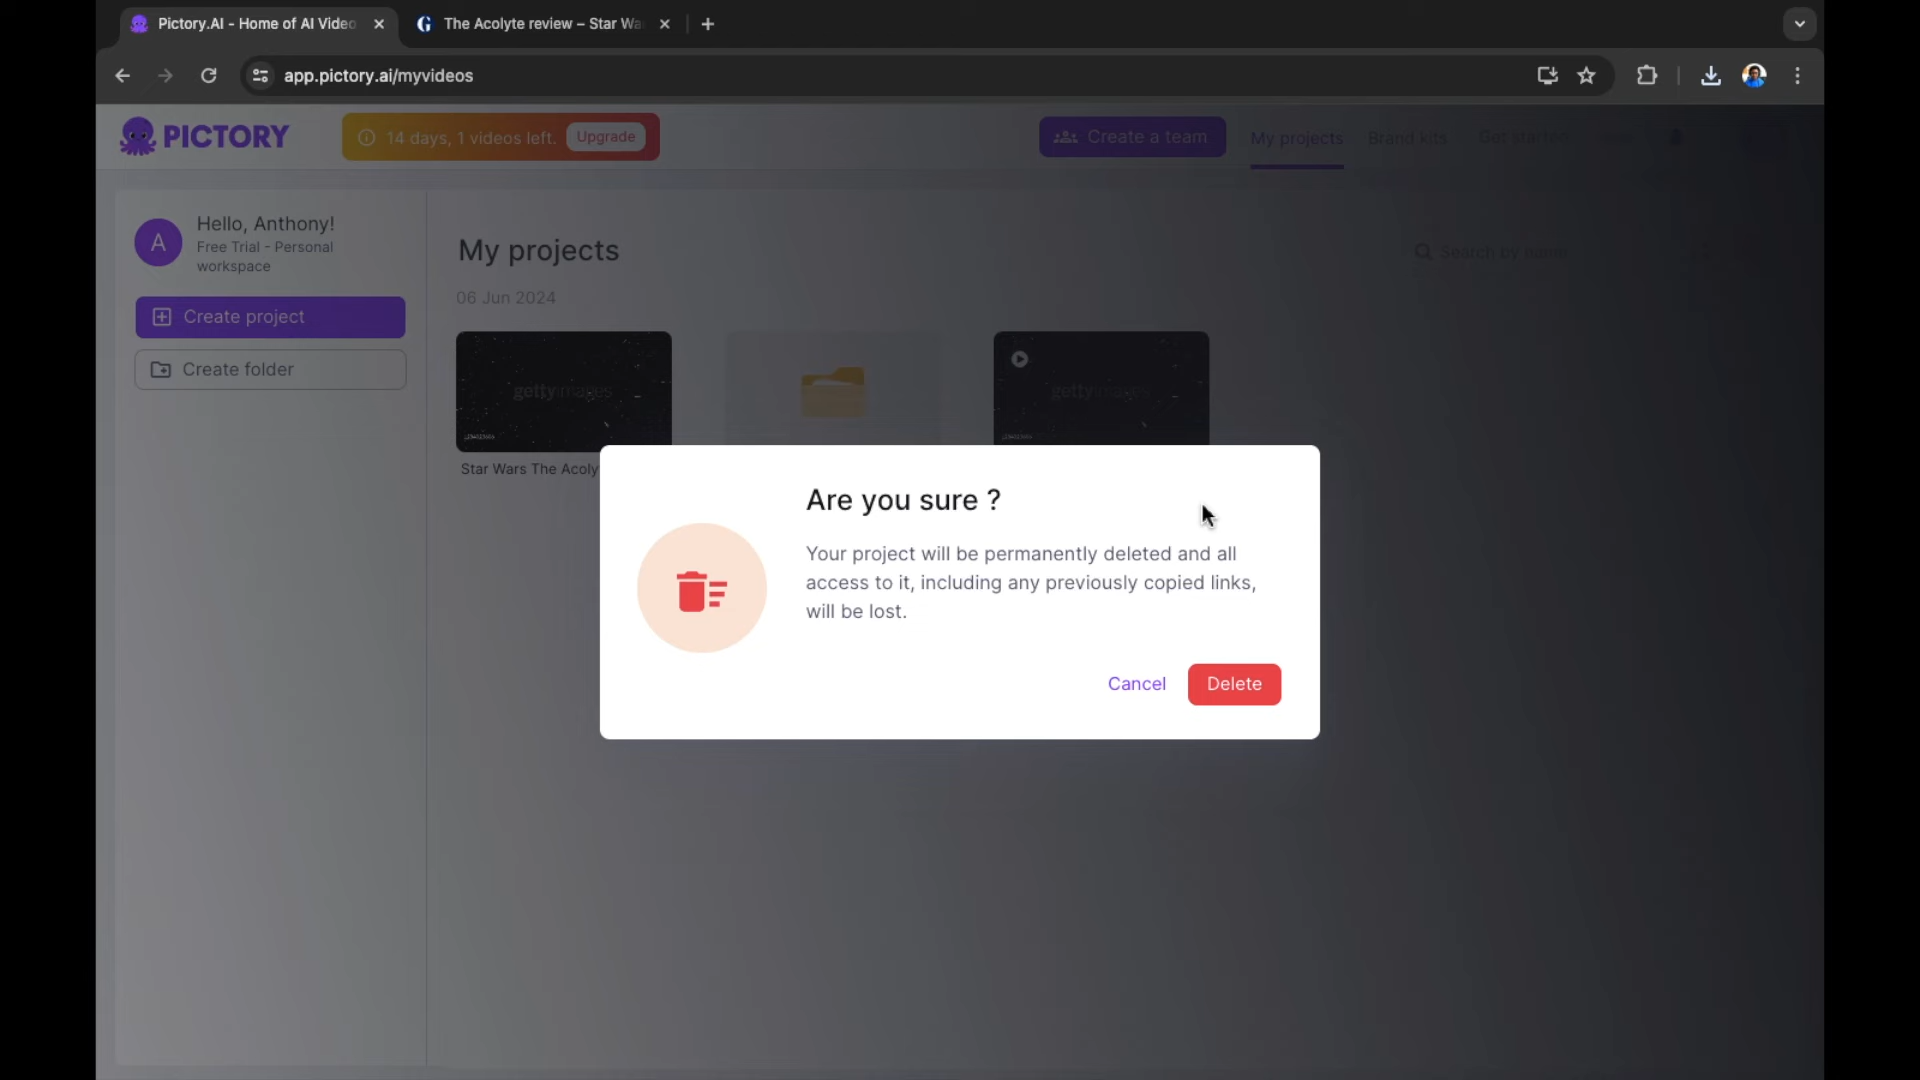 Pictory.AI - Home of AI Video
The Acolyte review – Star Wa
app.pictory.ai/myvideos
PICTORY
14 days, 1 videos left.
Upgrade
Create a team
My projects
Brand kits
Get started
Hello, Anthony!
Free Trial - Personal
workspace
A
Create project
Create folder
My projects
Search by name
06 Jun 2024
gettyimages
gettyimages
Star Wars The Acoly
Are you sure ?
Your project will be permanently deleted and all
access to it, including any previously copied links,
will be lost.
Cancel
Delete